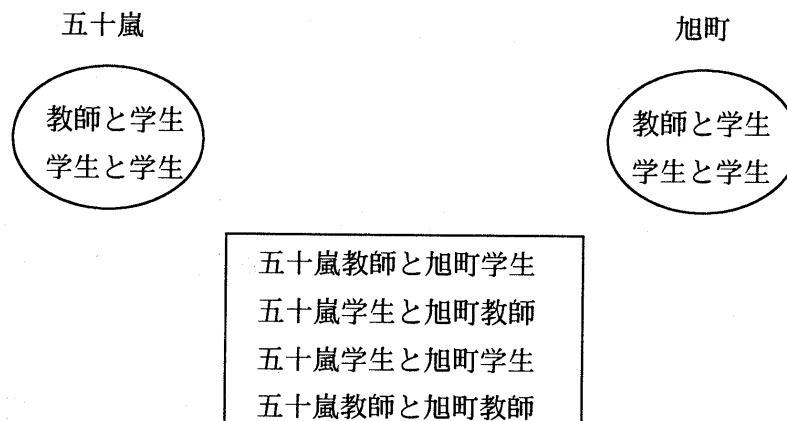 五十嵐
旭町
教師と学生
学生と学生
教師と学生
学生と学生
五十嵐教師と旭町学生
五十嵐学生と旭町教師
五十嵐学生と旭町学生
五十嵐教師と旭町教師